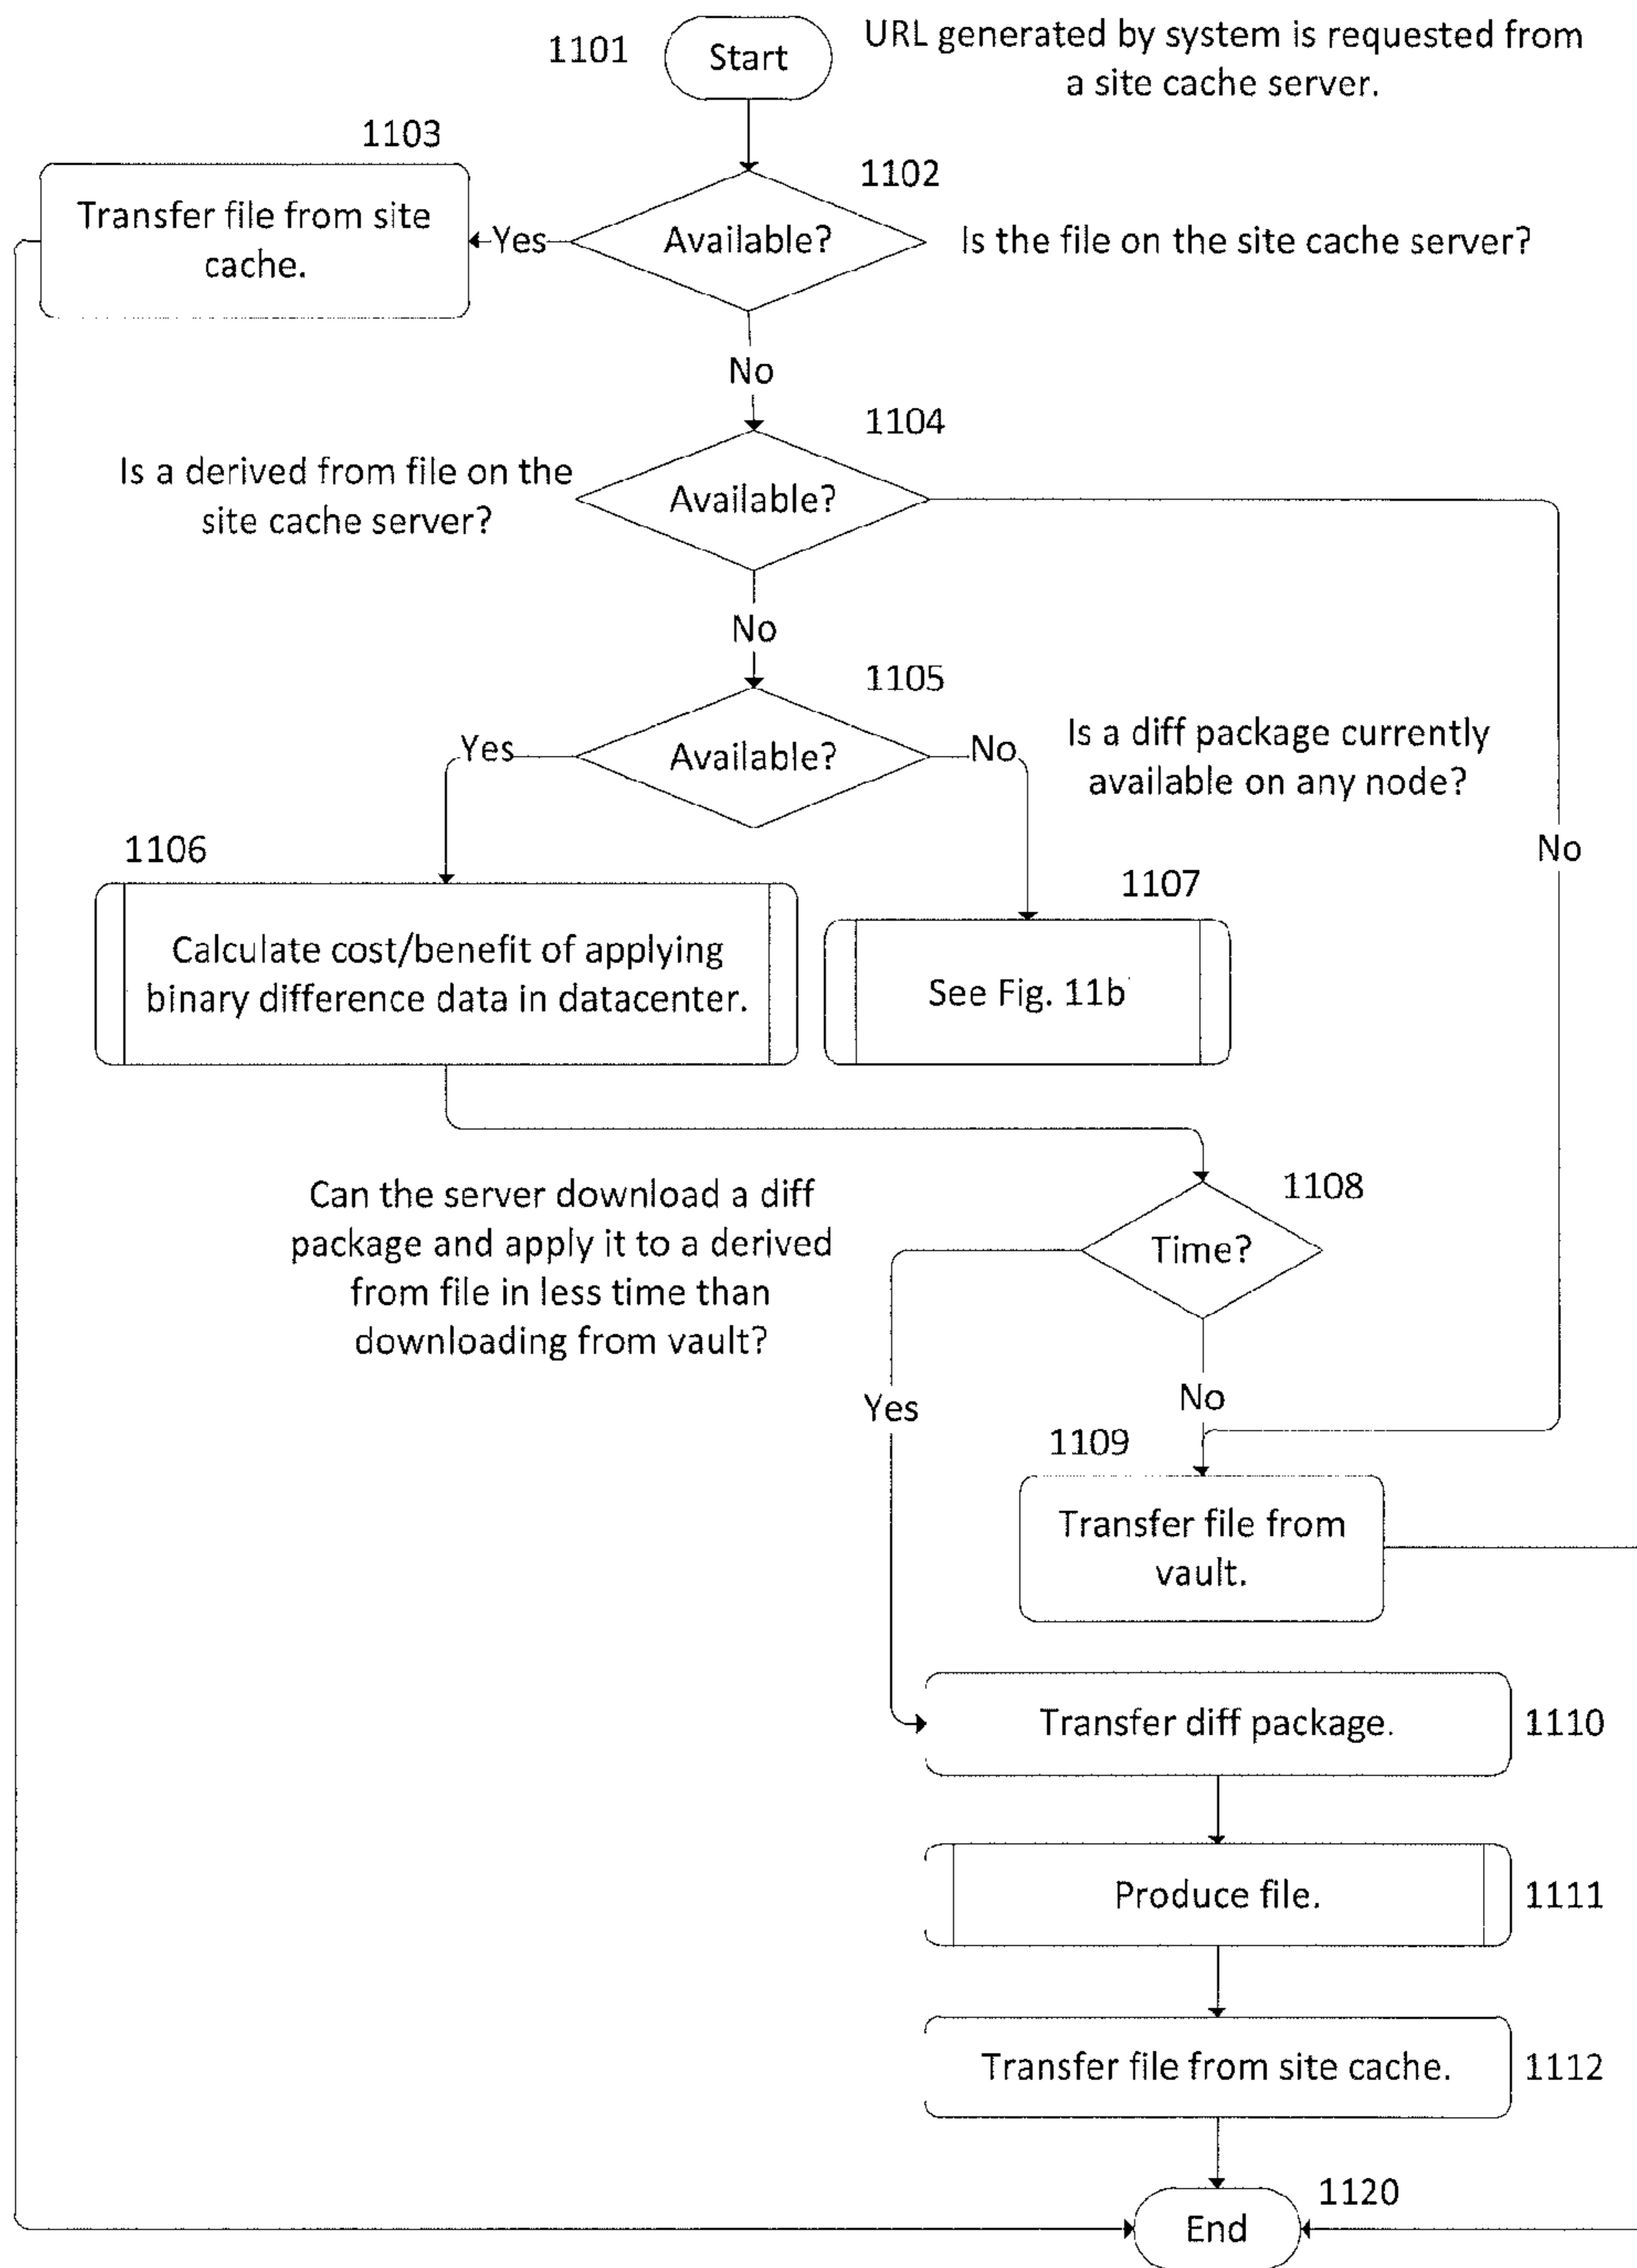 1101
Start
URL generated by system is requested from
a site cache server.
1103
Transfer file from site
cache.
Yes
1102
Available?
Is the file on the site cache server?
No
1104
Is a derived from file on the
site cache server?
Available?
No
1105
Yes
Available?
No
Is a diff package currently
available on any node?
No
1106
Calculate cost/benefit of applying
binary difference data in datacenter.
1107
See Fig. 11b
Can the server download a diff
package and apply it to a derived
from file in less time than
downloading from vault?
1108
Time?
Yes
No
1109
Transfer file from
vault.
Transfer diff package.
1110
Produce file.
1111
Transfer file from site cache.
1112
1120
End